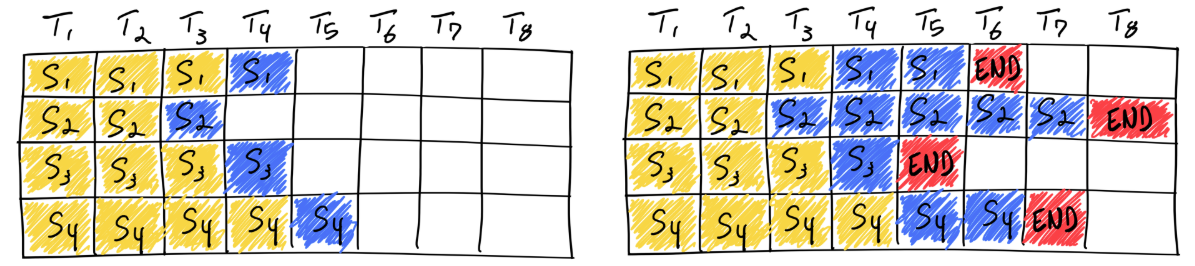 T1 T2 T3 T4 T5 T6 T7 T8
S1 S1 S1 S1
S2 S2 S2
S3 S3 S3 S3
S4 S4 S4 S4 S4
T1 T2 T3 T4 T5 T6 T7 T8
S1 S1 S1 S1 S1 END
S2 S2 S2 S2 S2 S2 S2 END
S3 S3 S3 S3 END
S4 S4 S4 S4 S4 S4 END